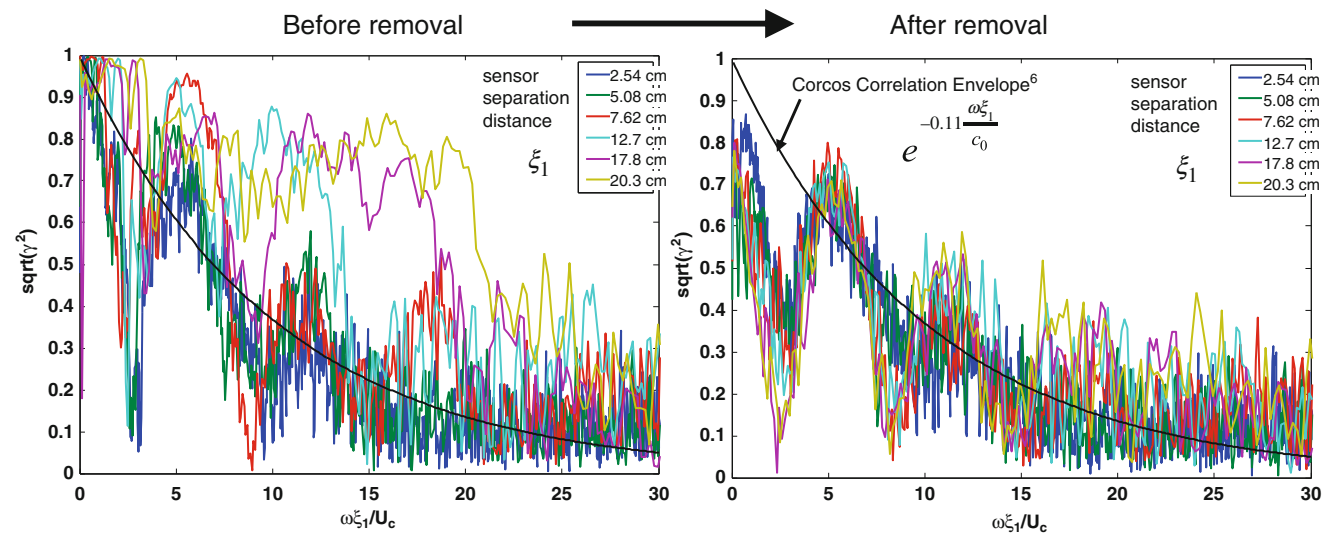 Before removal
After removal
1
0.9
0.8
0.7
0.6
0.5
0.4
0.3
0.2
0.1
0
sqrt(γ²)
0 5 10 15 20 25 30
ωξ₁/U_c
sensor
separation
distance
ξ₁
2.54 cm
5.08 cm
7.62 cm
12.7 cm
17.8 cm
20.3 cm
1
0.9
0.8
0.7
0.6
0.5
0.4
0.3
0.2
0.1
0
sqrt(γ²)
0 5 10 15 20 25 30
ωξ₁/U_c
Corcos Correlation Envelope⁶
e^{-0.11 ωξ₁/c₀}
sensor
separation
distance
ξ₁
2.54 cm
5.08 cm
7.62 cm
12.7 cm
17.8 cm
20.3 cm